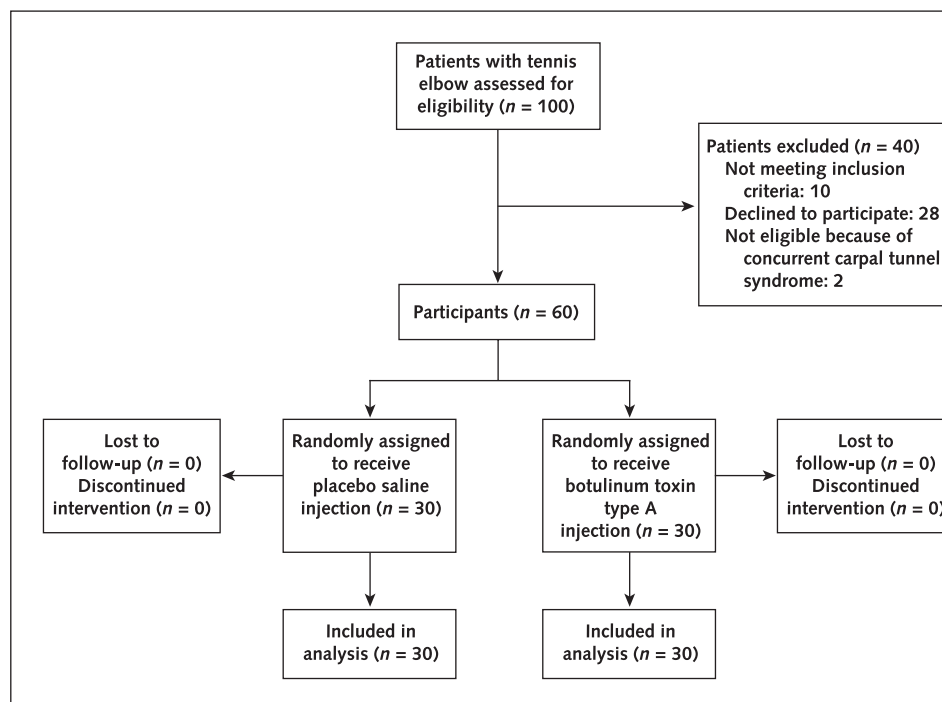 Patients with tennis
elbow assessed for
eligibility (n = 100)
Patients excluded (n = 40)
Not meeting inclusion
criteria: 10
Declined to participate: 28
Not eligible because of
concurrent carpal tunnel
syndrome: 2
Participants (n = 60)
Lost to
follow-up (n = 0)
Discontinued
intervention (n = 0)
Randomly assigned
to receive
placebo saline
injection (n = 30)
Randomly assigned
to receive
botulinum toxin
type A
injection (n = 30)
Lost to
follow-up (n = 0)
Discontinued
intervention (n = 0)
Included in
analysis (n = 30)
Included in
analysis (n = 30)